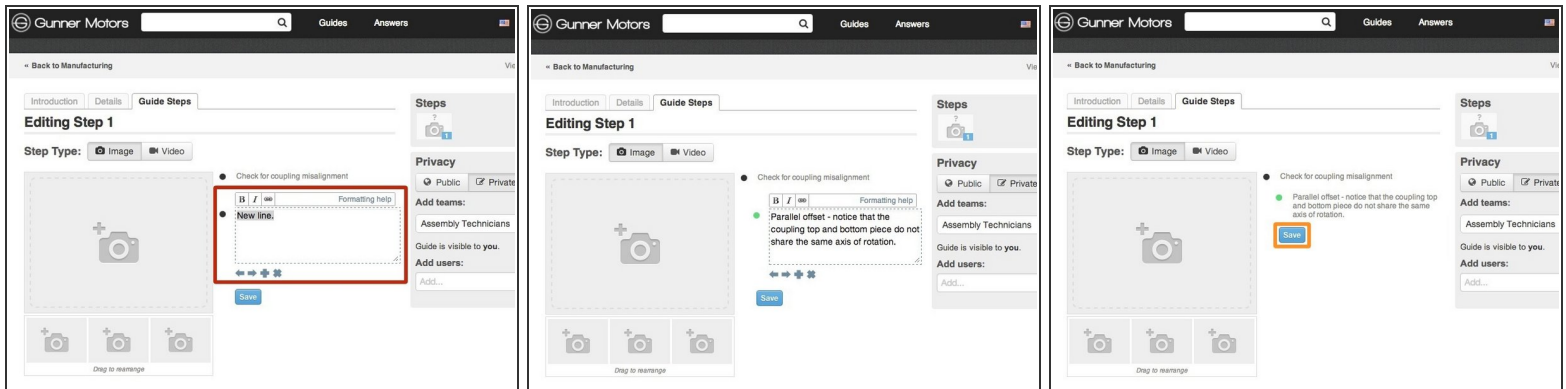 Gunner Motors
Guides
Answers
« Back to Manufacturing
Vie
Introduction
Details
Guide Steps
Editing Step 1
Step Type:
Image
Video
Check for coupling misalignment
B I
Formatting help
New line.
Save
Drag to rearrange
Steps
?
1
Privacy
Public
Private
Add teams:
Assembly Technicians
Guide is visible to you.
Add users:
Add...
Gunner Motors
Guides
Answers
« Back to Manufacturing
Vie
Introduction
Details
Guide Steps
Editing Step 1
Step Type:
Image
Video
Check for coupling misalignment
B I
Formatting help
Parallel offset - notice that the
coupling top and bottom piece do not
share the same axis of rotation.
Save
Drag to rearrange
Steps
?
1
Privacy
Public
Private
Add teams:
Assembly Technicians
Guide is visible to you.
Add users:
Add...
Gunner Motors
Guides
Answers
« Back to Manufacturing
Vie
Introduction
Details
Guide Steps
Editing Step 1
Step Type:
Image
Video
Check for coupling misalignment
Parallel offset - notice that the coupling top
and bottom piece do not share the same
axis of rotation.
Save
Drag to rearrange
Steps
?
1
Privacy
Public
Private
Add teams:
Assembly Technicians
Guide is visible to you.
Add users:
Add...